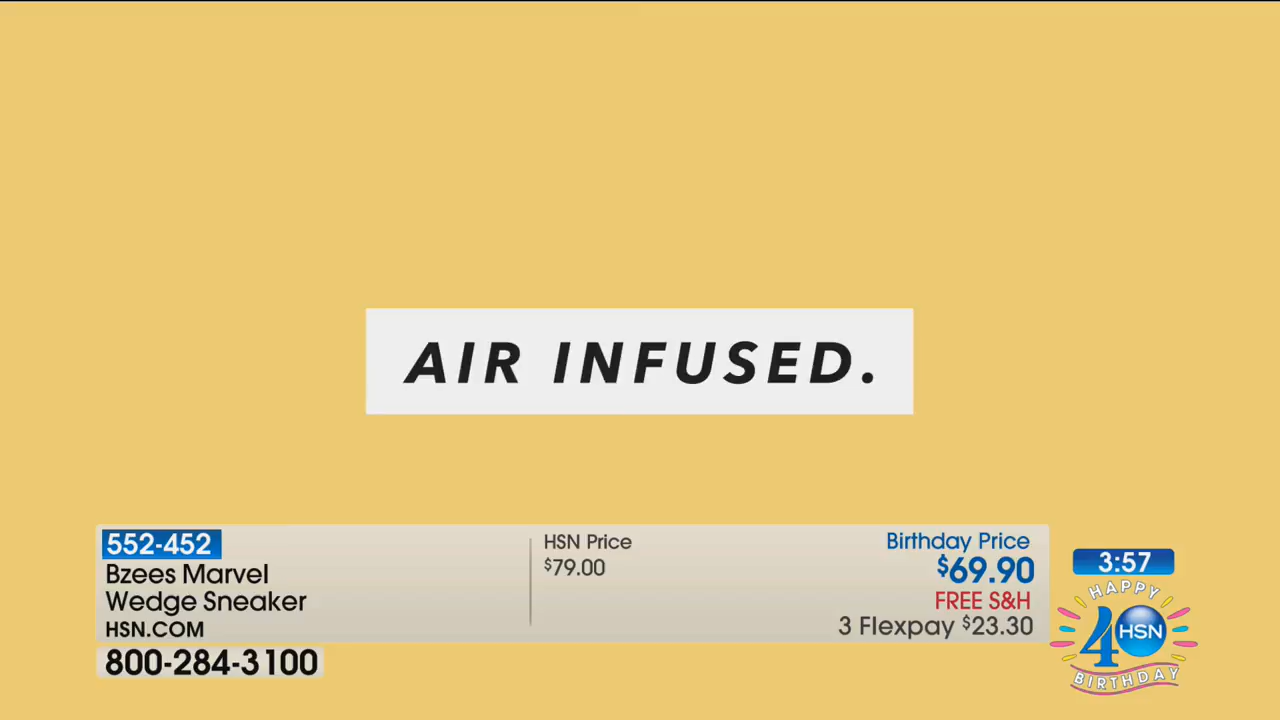 AIR INFUSED.
552-452
Bzees Marvel
Wedge Sneaker
HSN.COM
800-284-3100
HSN Price
$79.00
Birthday Price
$69.90
FREE S&H
3 Flexpay $23.30
3:57
HAPPY
40 HSN
BIRTHDAY